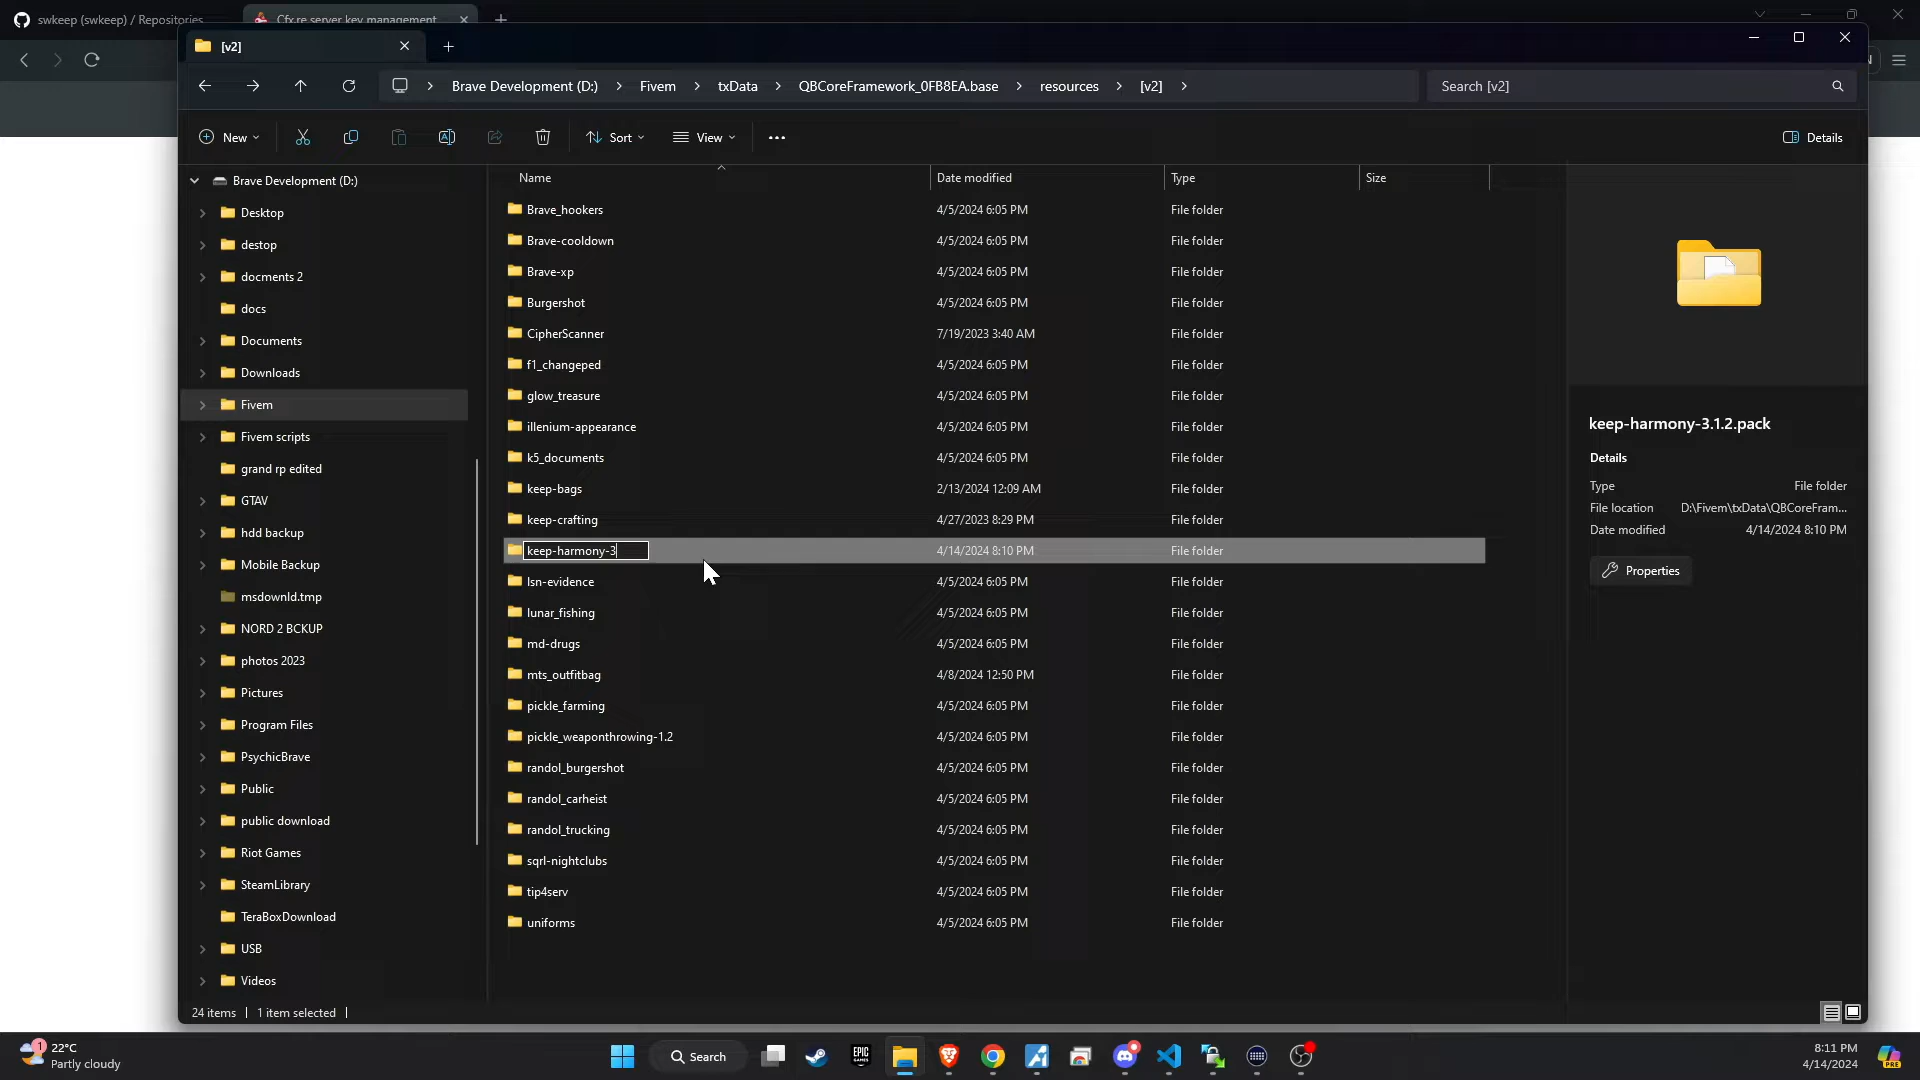 swkeep (swkeep) / Repositories
Cfx.re server key management
[v2]
Brave Development (D:)
Fivem
txData
QBCoreFramework_0FB8EA.base
resources
[v2]
Search [v2]
New
Sort
View
Details
Brave Development (D:)
Desktop
destop
docments 2
docs
Documents
Downloads
Fivem
Fivem scripts
grand rp edited
GTAV
hdd backup
Mobile Backup
msdownld.tmp
NORD 2 BCKUP
photos 2023
Pictures
Program Files
PsychicBrave
Public
public download
Riot Games
SteamLibrary
TeraBoxDownload
USB
Videos
Name Date modified Type Size
Brave_hookers 4/5/2024 6:05 PM File folder
Brave-cooldown 4/5/2024 6:05 PM File folder
Brave-xp 4/5/2024 6:05 PM File folder
Burgershot 4/5/2024 6:05 PM File folder
CipherScanner 7/19/2023 3:40 AM File folder
f1_changeped 4/5/2024 6:05 PM File folder
glow_treasure 4/5/2024 6:05 PM File folder
illenium-appearance 4/5/2024 6:05 PM File folder
k5_documents 4/5/2024 6:05 PM File folder
keep-bags 2/13/2024 12:09 AM File folder
keep-crafting 4/27/2023 8:29 PM File folder
keep-harmony-3 4/14/2024 8:10 PM File folder
lsn-evidence 4/5/2024 6:05 PM File folder
lunar_fishing 4/5/2024 6:05 PM File folder
md-drugs 4/5/2024 6:05 PM File folder
mts_outfitbag 4/8/2024 12:50 PM File folder
pickle_farming 4/5/2024 6:05 PM File folder
pickle_weaponthrowing-1.2 4/5/2024 6:05 PM File folder
randol_burgershot 4/5/2024 6:05 PM File folder
randol_carheist 4/5/2024 6:05 PM File folder
randol_trucking 4/5/2024 6:05 PM File folder
sqrl-nightclubs 4/5/2024 6:05 PM File folder
tip4serv 4/5/2024 6:05 PM File folder
uniforms 4/5/2024 6:05 PM File folder
keep-harmony-3.1.2.pack
Details
Type File folder
File location D:\Fivem\txData\QBCoreFram...
Date modified 4/14/2024 8:10 PM
Properties
24 items 1 item selected
1
22°C
Partly cloudy
Search
EPIC
GAMES
8:11 PM
4/14/2024
PRE